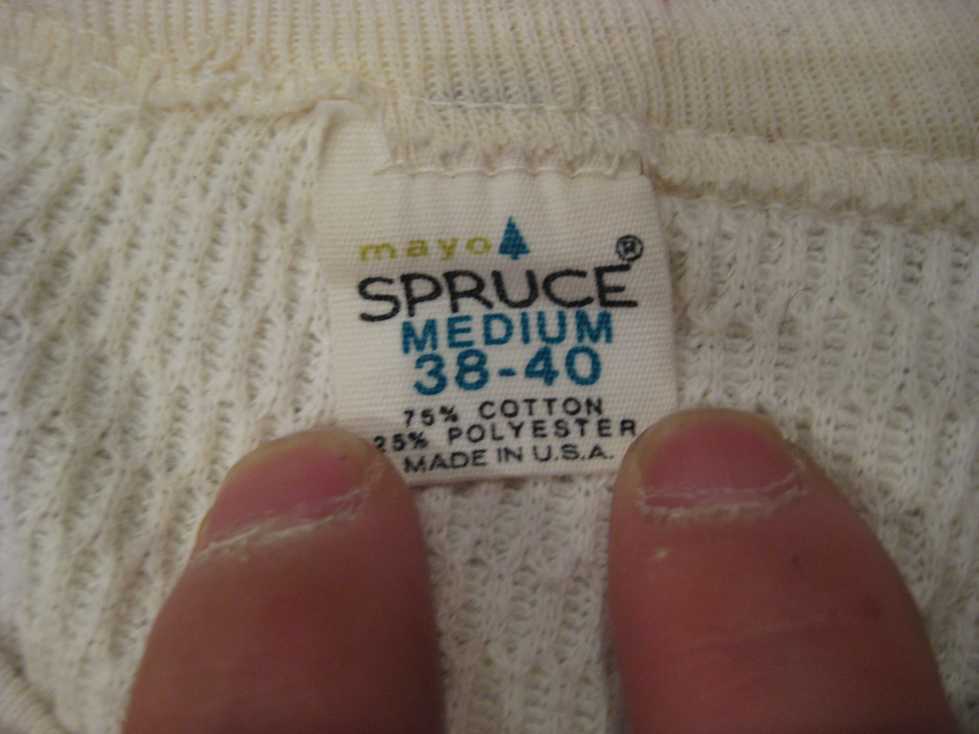 mayo
SPRUCE®
MEDIUM
38-40
75% COTTON
25% POLYESTER
MADE IN U.S.A.